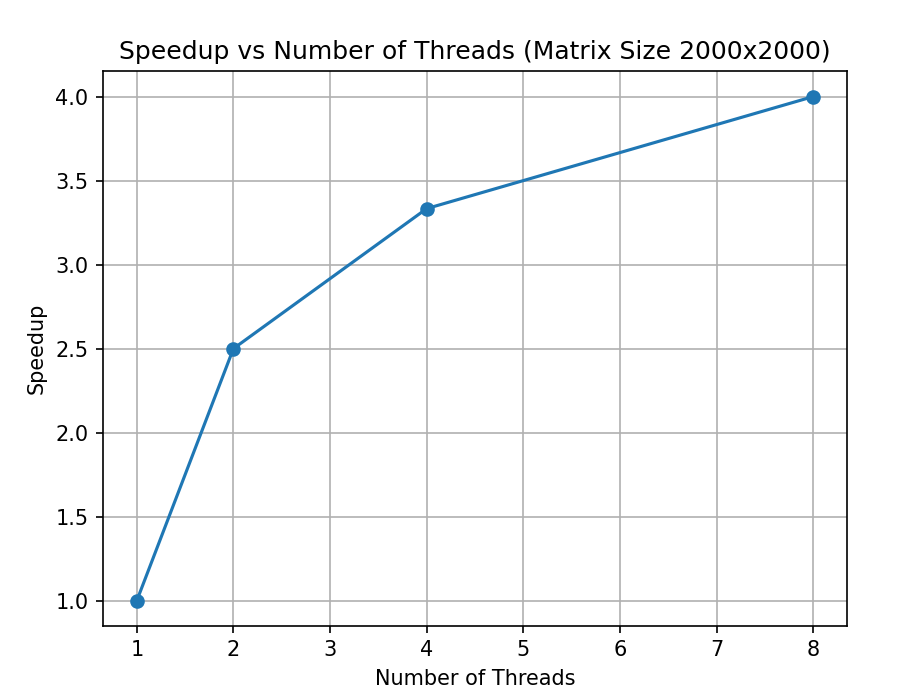 Speedup vs Number of Threads (Matrix Size 2000x2000)
4.0
3.5
3.0
2.5
2.0
1.5
1.0
Speedup
1 2 3 4 5 6 7 8
Number of Threads